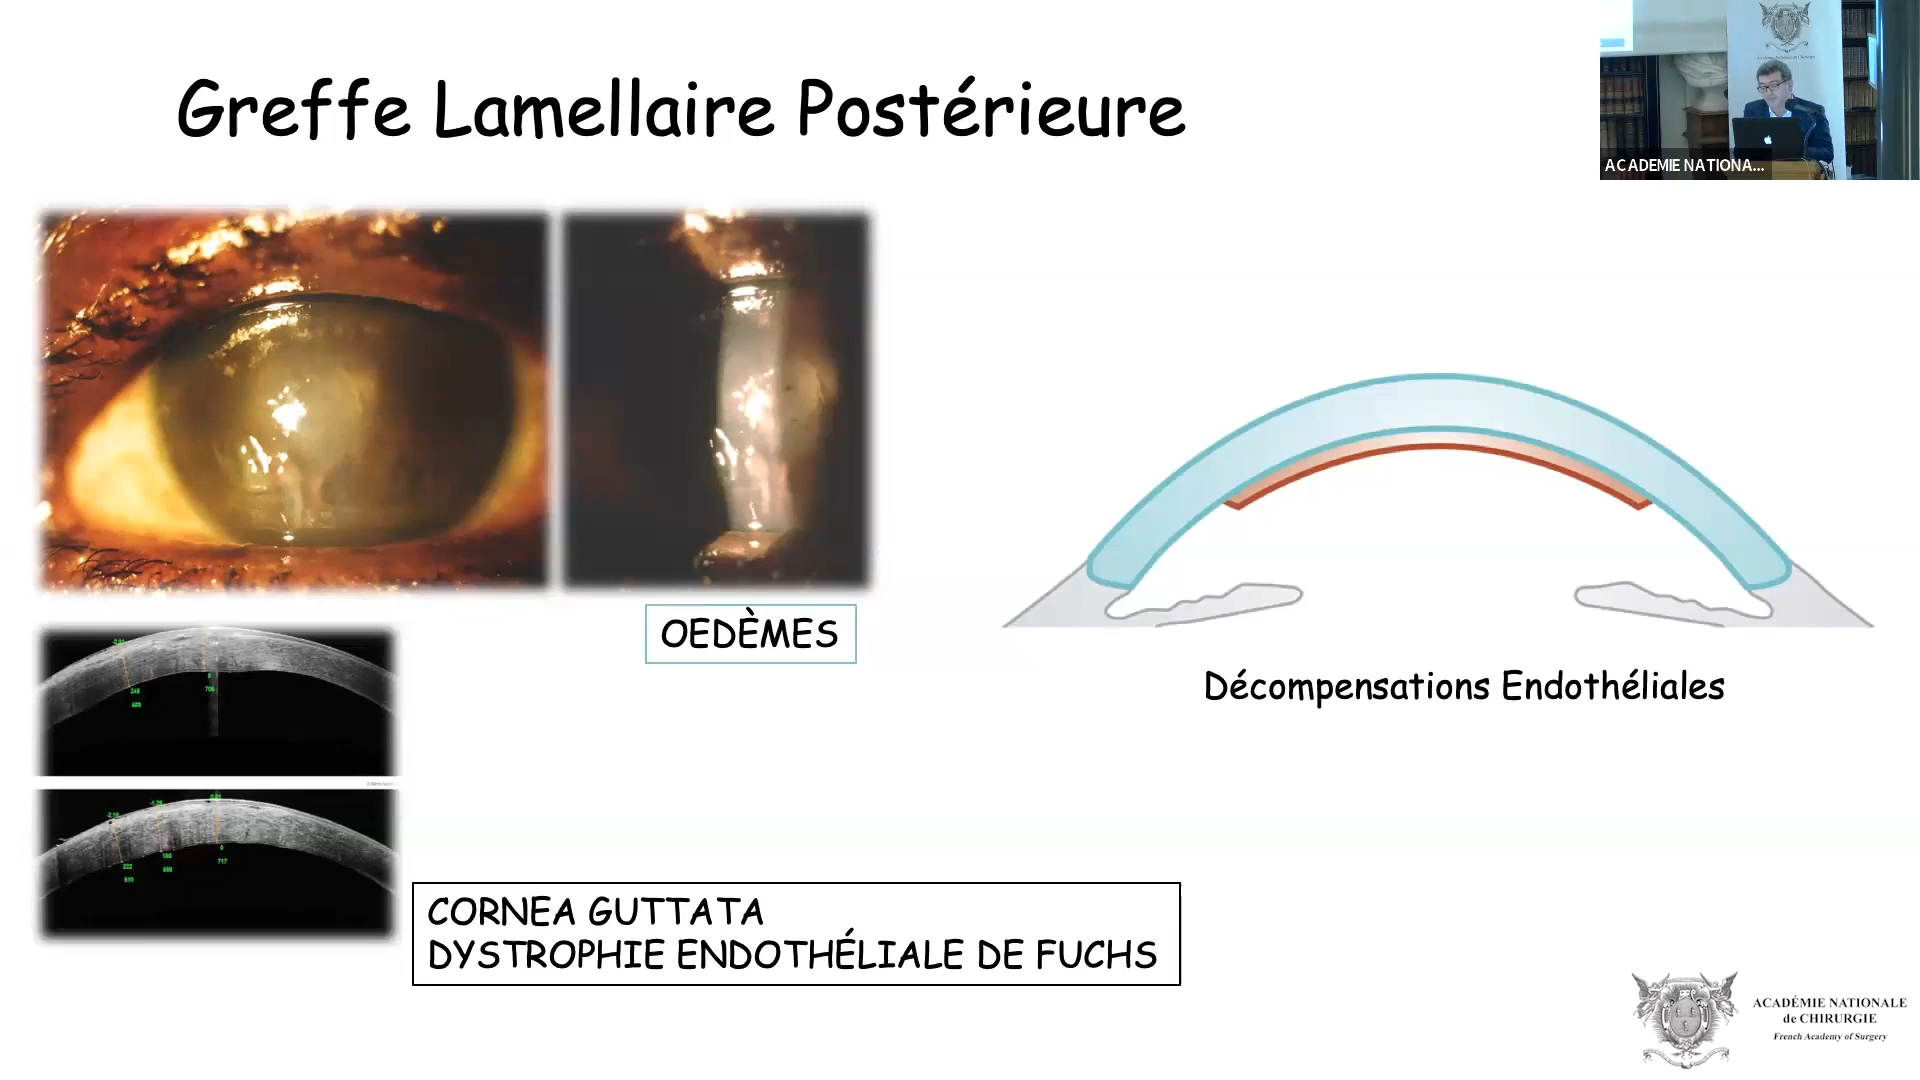 Greffe Lamellaire Postérieure
ACADEMIE NATIONA...
OEDÈMES
Décompensations Endothéliales
CORNEA GUTTATA
DYSTROPHIE ENDOTHÉLIALE DE FUCHS
ACADÉMIE NATIONALE
de CHIRURGIE
French Academy of Surgery